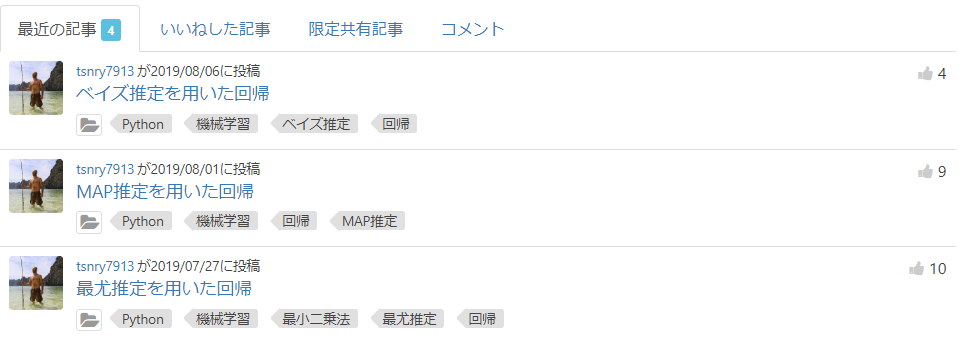 最近の記事 4 いいねした記事 限定共有記事 コメント
tsnry7913 が2019/08/06に投稿 4
ベイズ推定を用いた回帰
Python 機械学習 ベイズ推定 回帰
tsnry7913 が2019/08/01に投稿 9
MAP推定を用いた回帰
Python 機械学習 回帰 MAP推定
tsnry7913 が2019/07/27に投稿 10
最尤推定を用いた回帰
Python 機械学習 最小二乗法 最尤推定 回帰